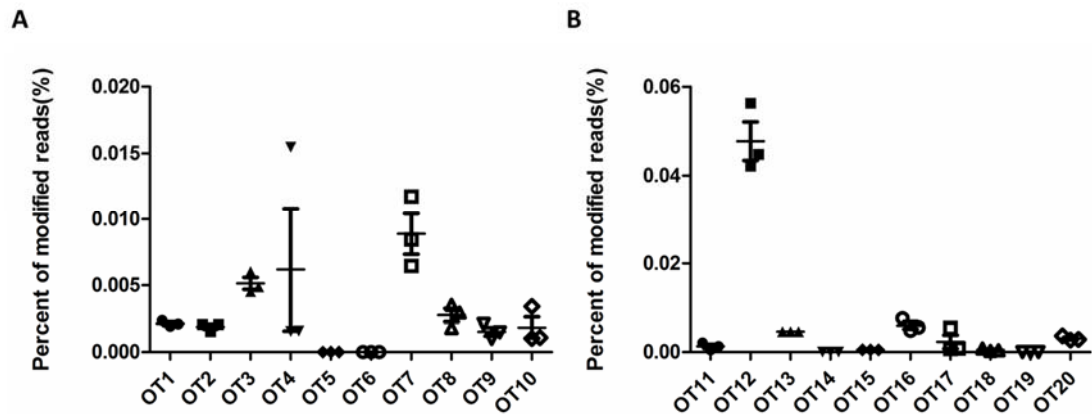 A
Percent of modified reads(%)
0.020
0.015
0.010
0.005
0.000
OT1 OT2 OT3 OT4 OT5 OT6 OT7 OT8 OT9 OT10
B
Percent of modified reads(%)
0.06
0.04
0.02
0.00
OT11 OT12 OT13 OT14 OT15 OT16 OT17 OT18 OT19 OT20